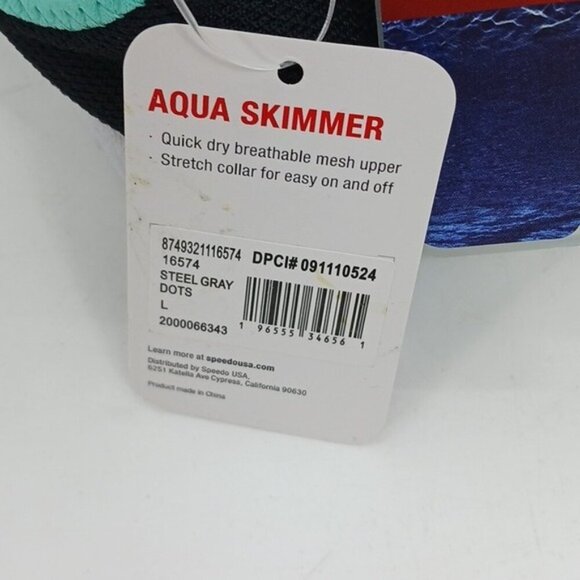 AQUA SKIMMER
· Quick dry breathable mesh upper
· Stretch collar for easy on and off
8749321116574
16574
STEEL GRAY
DOTS
L
2000066343
DPCI# 091110524
1 96555 34656 1
Learn more at speedousa.com
Distributed by Speedo USA.
6251 Katella Ave Cypress, California 90630
Product made in China